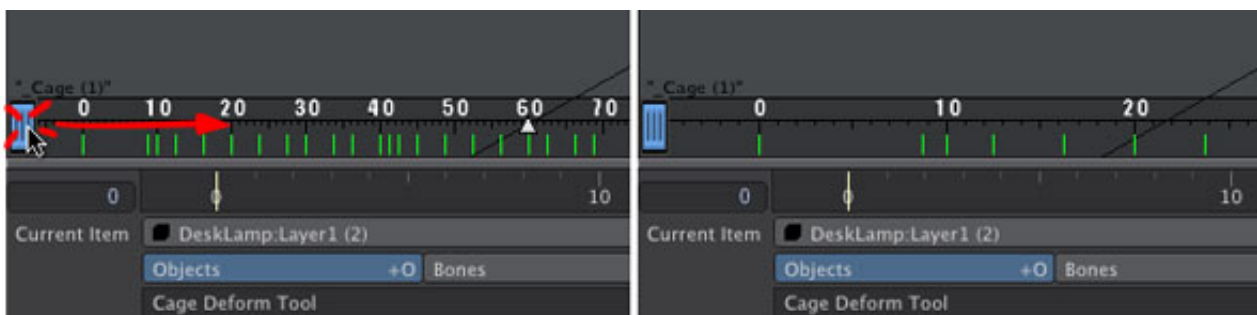 "_Cage (1)"
0 10 20 30 40 50 60 70
0 0 10
Current Item DeskLamp:Layer1 (2)
Objects +O Bones
Cage Deform Tool
"_Cage (1)"
0 10 20
0 0 10
Current Item DeskLamp:Layer1 (2)
Objects +O Bones
Cage Deform Tool